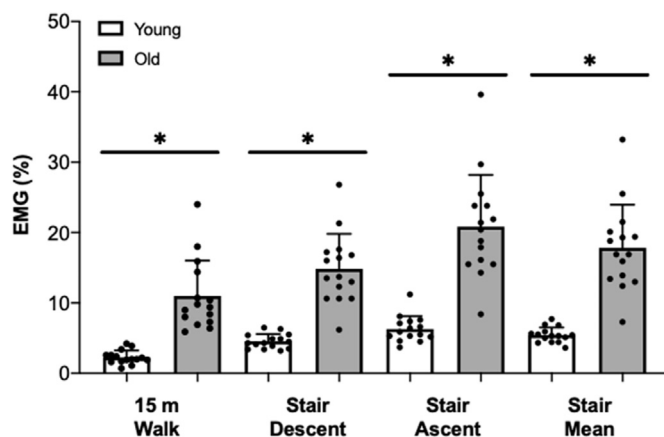 50
40
30
20
10
0
EMG (%)
Young
Old
*
*
*
*
15 m
Walk
Stair
Descent
Stair
Ascent
Stair
Mean